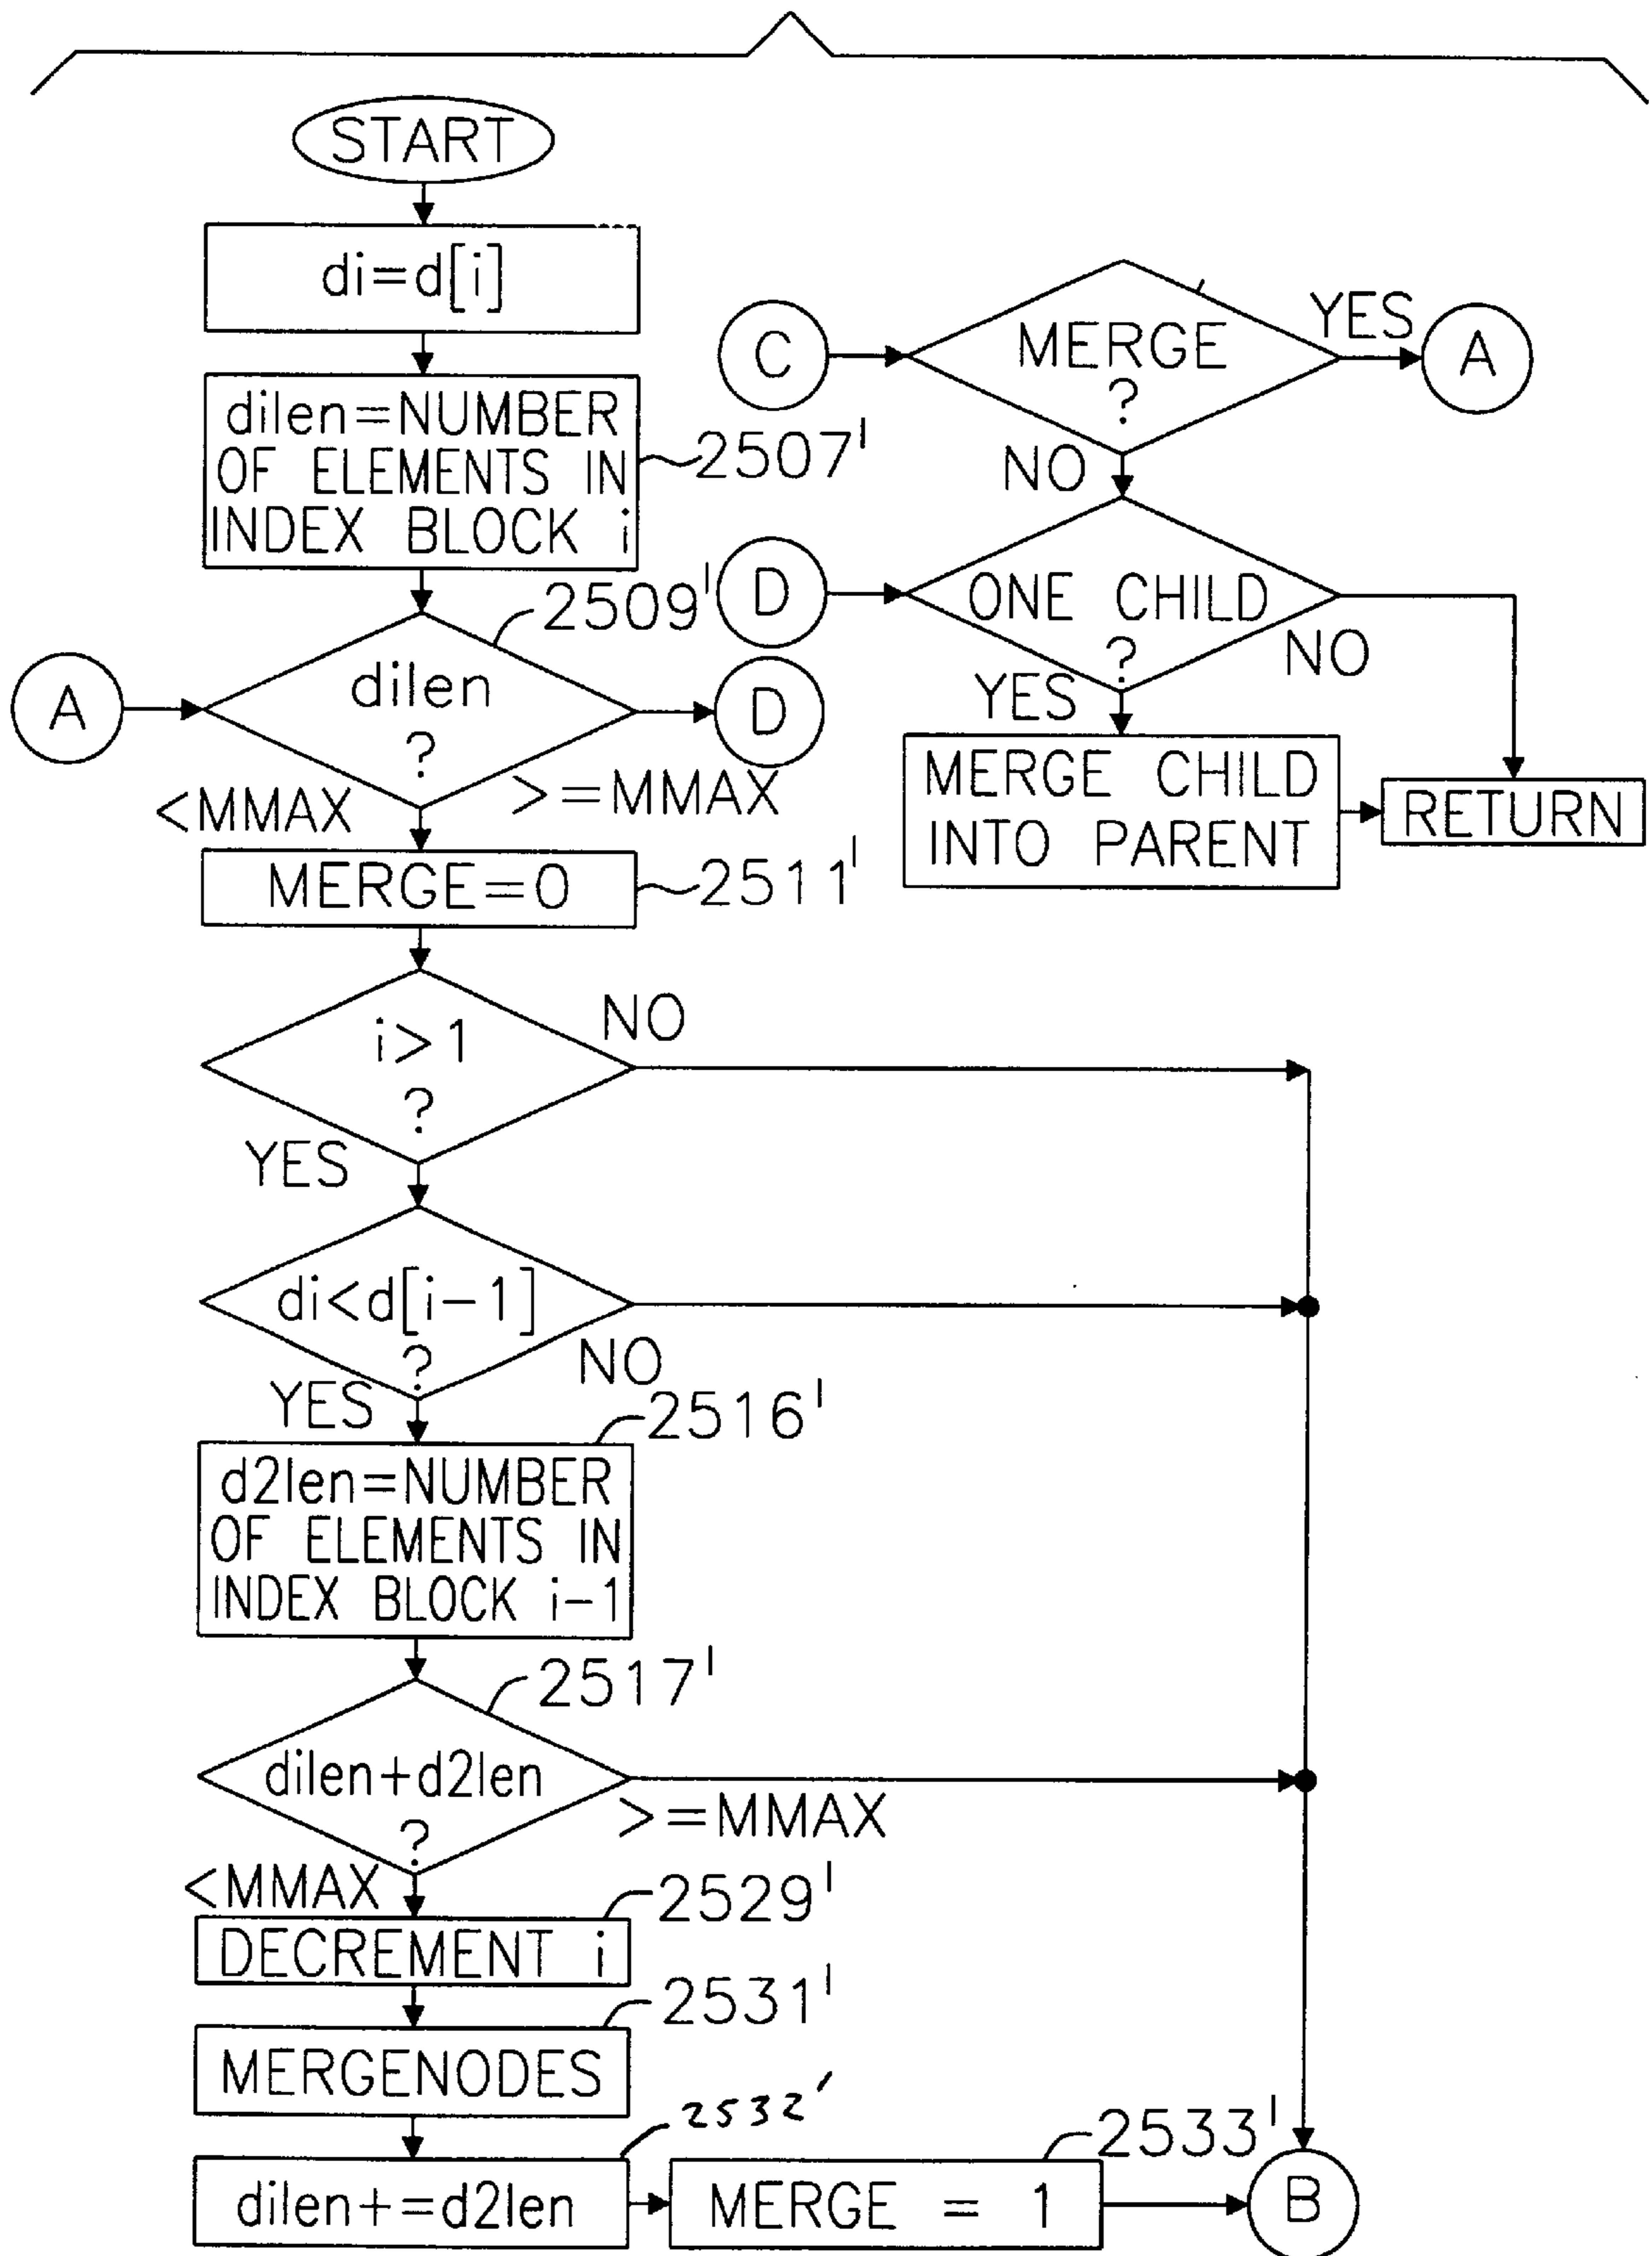 START
di=d[i]
dilen=NUMBER
OF ELEMENTS IN
INDEX BLOCK i
2507'
2509'
A
dilen
?
D
<MMAX
>=MMAX
MERGE=0
2511'
i>1
?
NO
YES
di<d[i-1]
?
NO
YES
2516'
d2len=NUMBER
OF ELEMENTS IN
INDEX BLOCK i-1
2517'
dilen+d2len
?
>=MMAX
<MMAX
2529'
DECREMENT i
2531'
MERGENODES
2532'
dilen+=d2len
2533'
MERGE = 1
B
C
MERGE
?
YES
A
NO
D
ONE CHILD
?
NO
YES
MERGE CHILD
INTO PARENT
RETURN